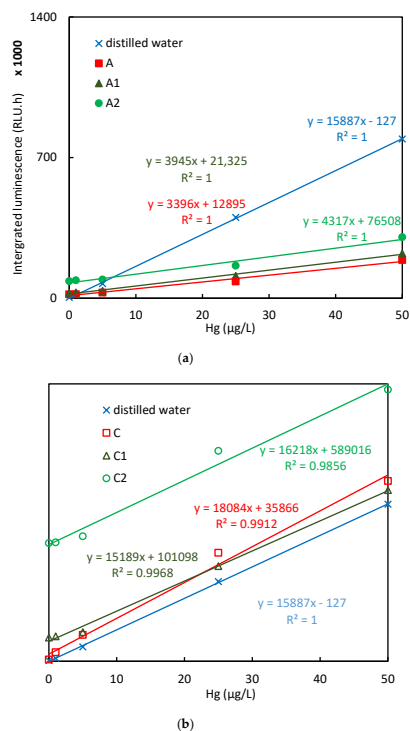 1400
700
0
Intergrated luminescence (RLU.h) x 1000
distilled water
A
A1
A2
y = 15887x - 127
R² = 1
y = 3945x + 21,325
R² = 1
y = 3396x + 12895
R² = 1
y = 4317x + 76508
R² = 1
0 10 20 30 40 50
Hg (µg/L)
(a)
distilled water
C
C1
C2
y = 16218x + 589016
R² = 0.9856
y = 18084x + 35866
R² = 0.9912
y = 15189x + 101098
R² = 0.9968
y = 15887x - 127
R² = 1
0 10 20 30 40 50
Hg (µg/L)
(b)